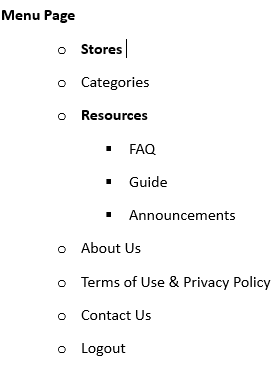 Menu Page
Stores
Categories
Resources
FAQ
Guide
Announcements
About Us
Terms of Use & Privacy Policy
Contact Us
Logout